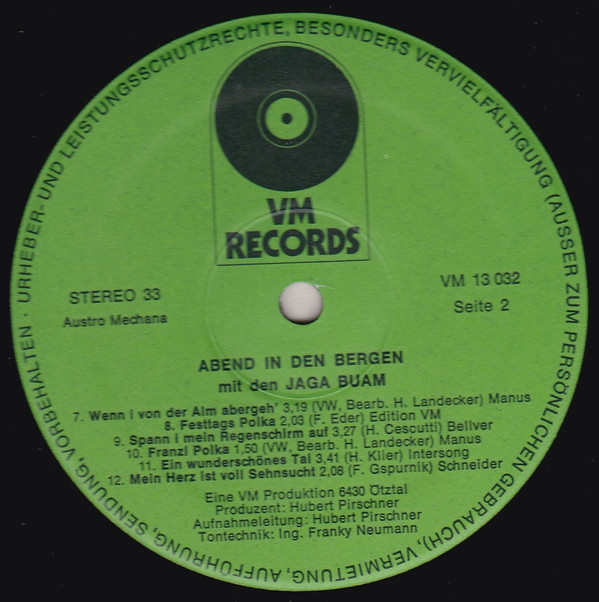 URHEBER- UND LEISTUNGSSCHUTZRECHTE, BESONDERS VERVIELFÄLTIGUNG (AUSSER ZUM PERSÖNLICHEN GEBRAUCH), VERMIETUNG, AUFFÜHRUNG, SENDUNG, VORBEHALTEN ·
VM
RECORDS
STEREO 33
Austro Mechana
VM 13 032
Seite 2
ABEND IN DEN BERGEN
mit den JAGA BUAM
7. Wenn i von der Alm abergeh' 3,19 (VW, Bearb. H. Landecker) Manus
8. Festtags Polka 2,03 (F. Eder) Edition VM
9. Spann i mein Regenschirm auf 3,27 (H. Cescutti) Bellver
10. Franzl Polka 1,50 (VW, Bearb. H. Landecker) Manus
11. Ein wunderschönes Tal 3,41 (H. Klier) Intersong
12. Mein Herz ist voll Sehnsucht 2,08 (F. Gspurnik) Schneider
Eine VM Produktion 6430 Ötztal
Produzent: Hubert Pirschner
Aufnahmeleitung: Hubert Pirschner
Tontechnik: Ing. Franky Neumann